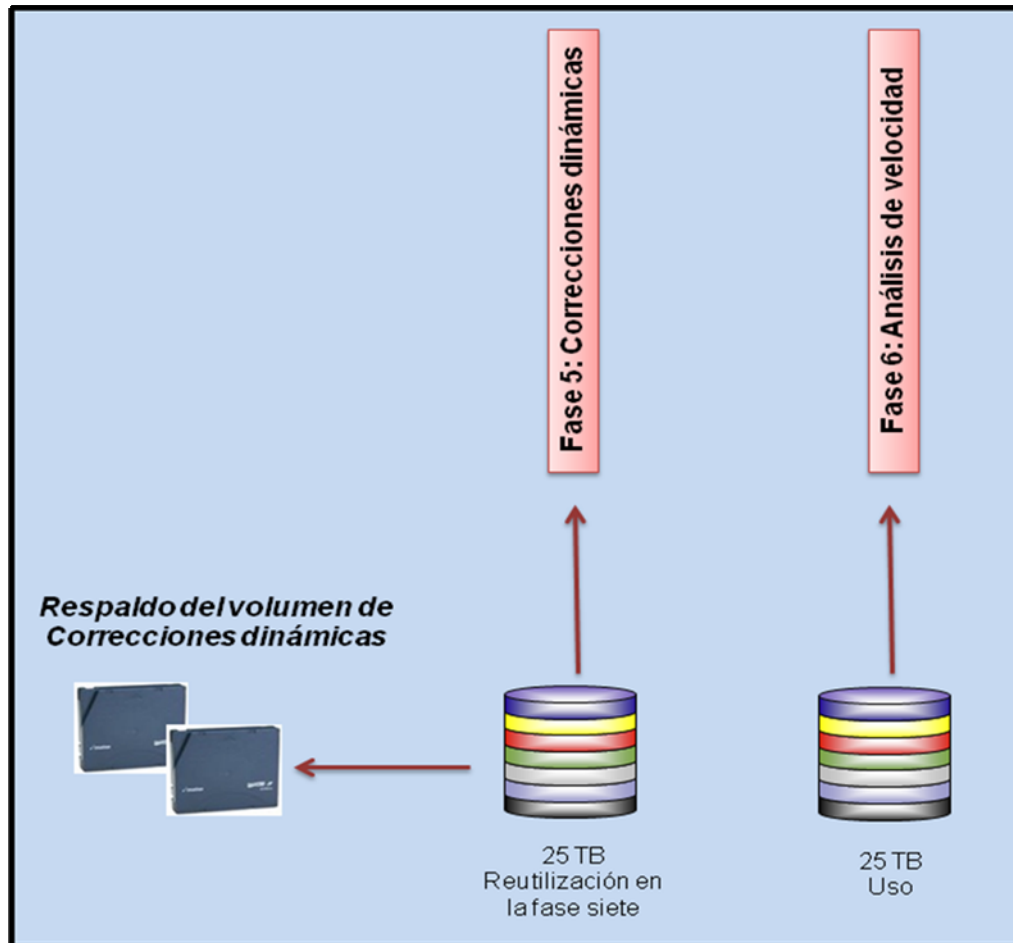 Fase 5: Correcciones dinámicas
Fase 6: Análisis de velocidad
Respaldo del volumen de
Correcciones dinámicas
25 TB
Reutilización en
la fase siete
25 TB
Uso